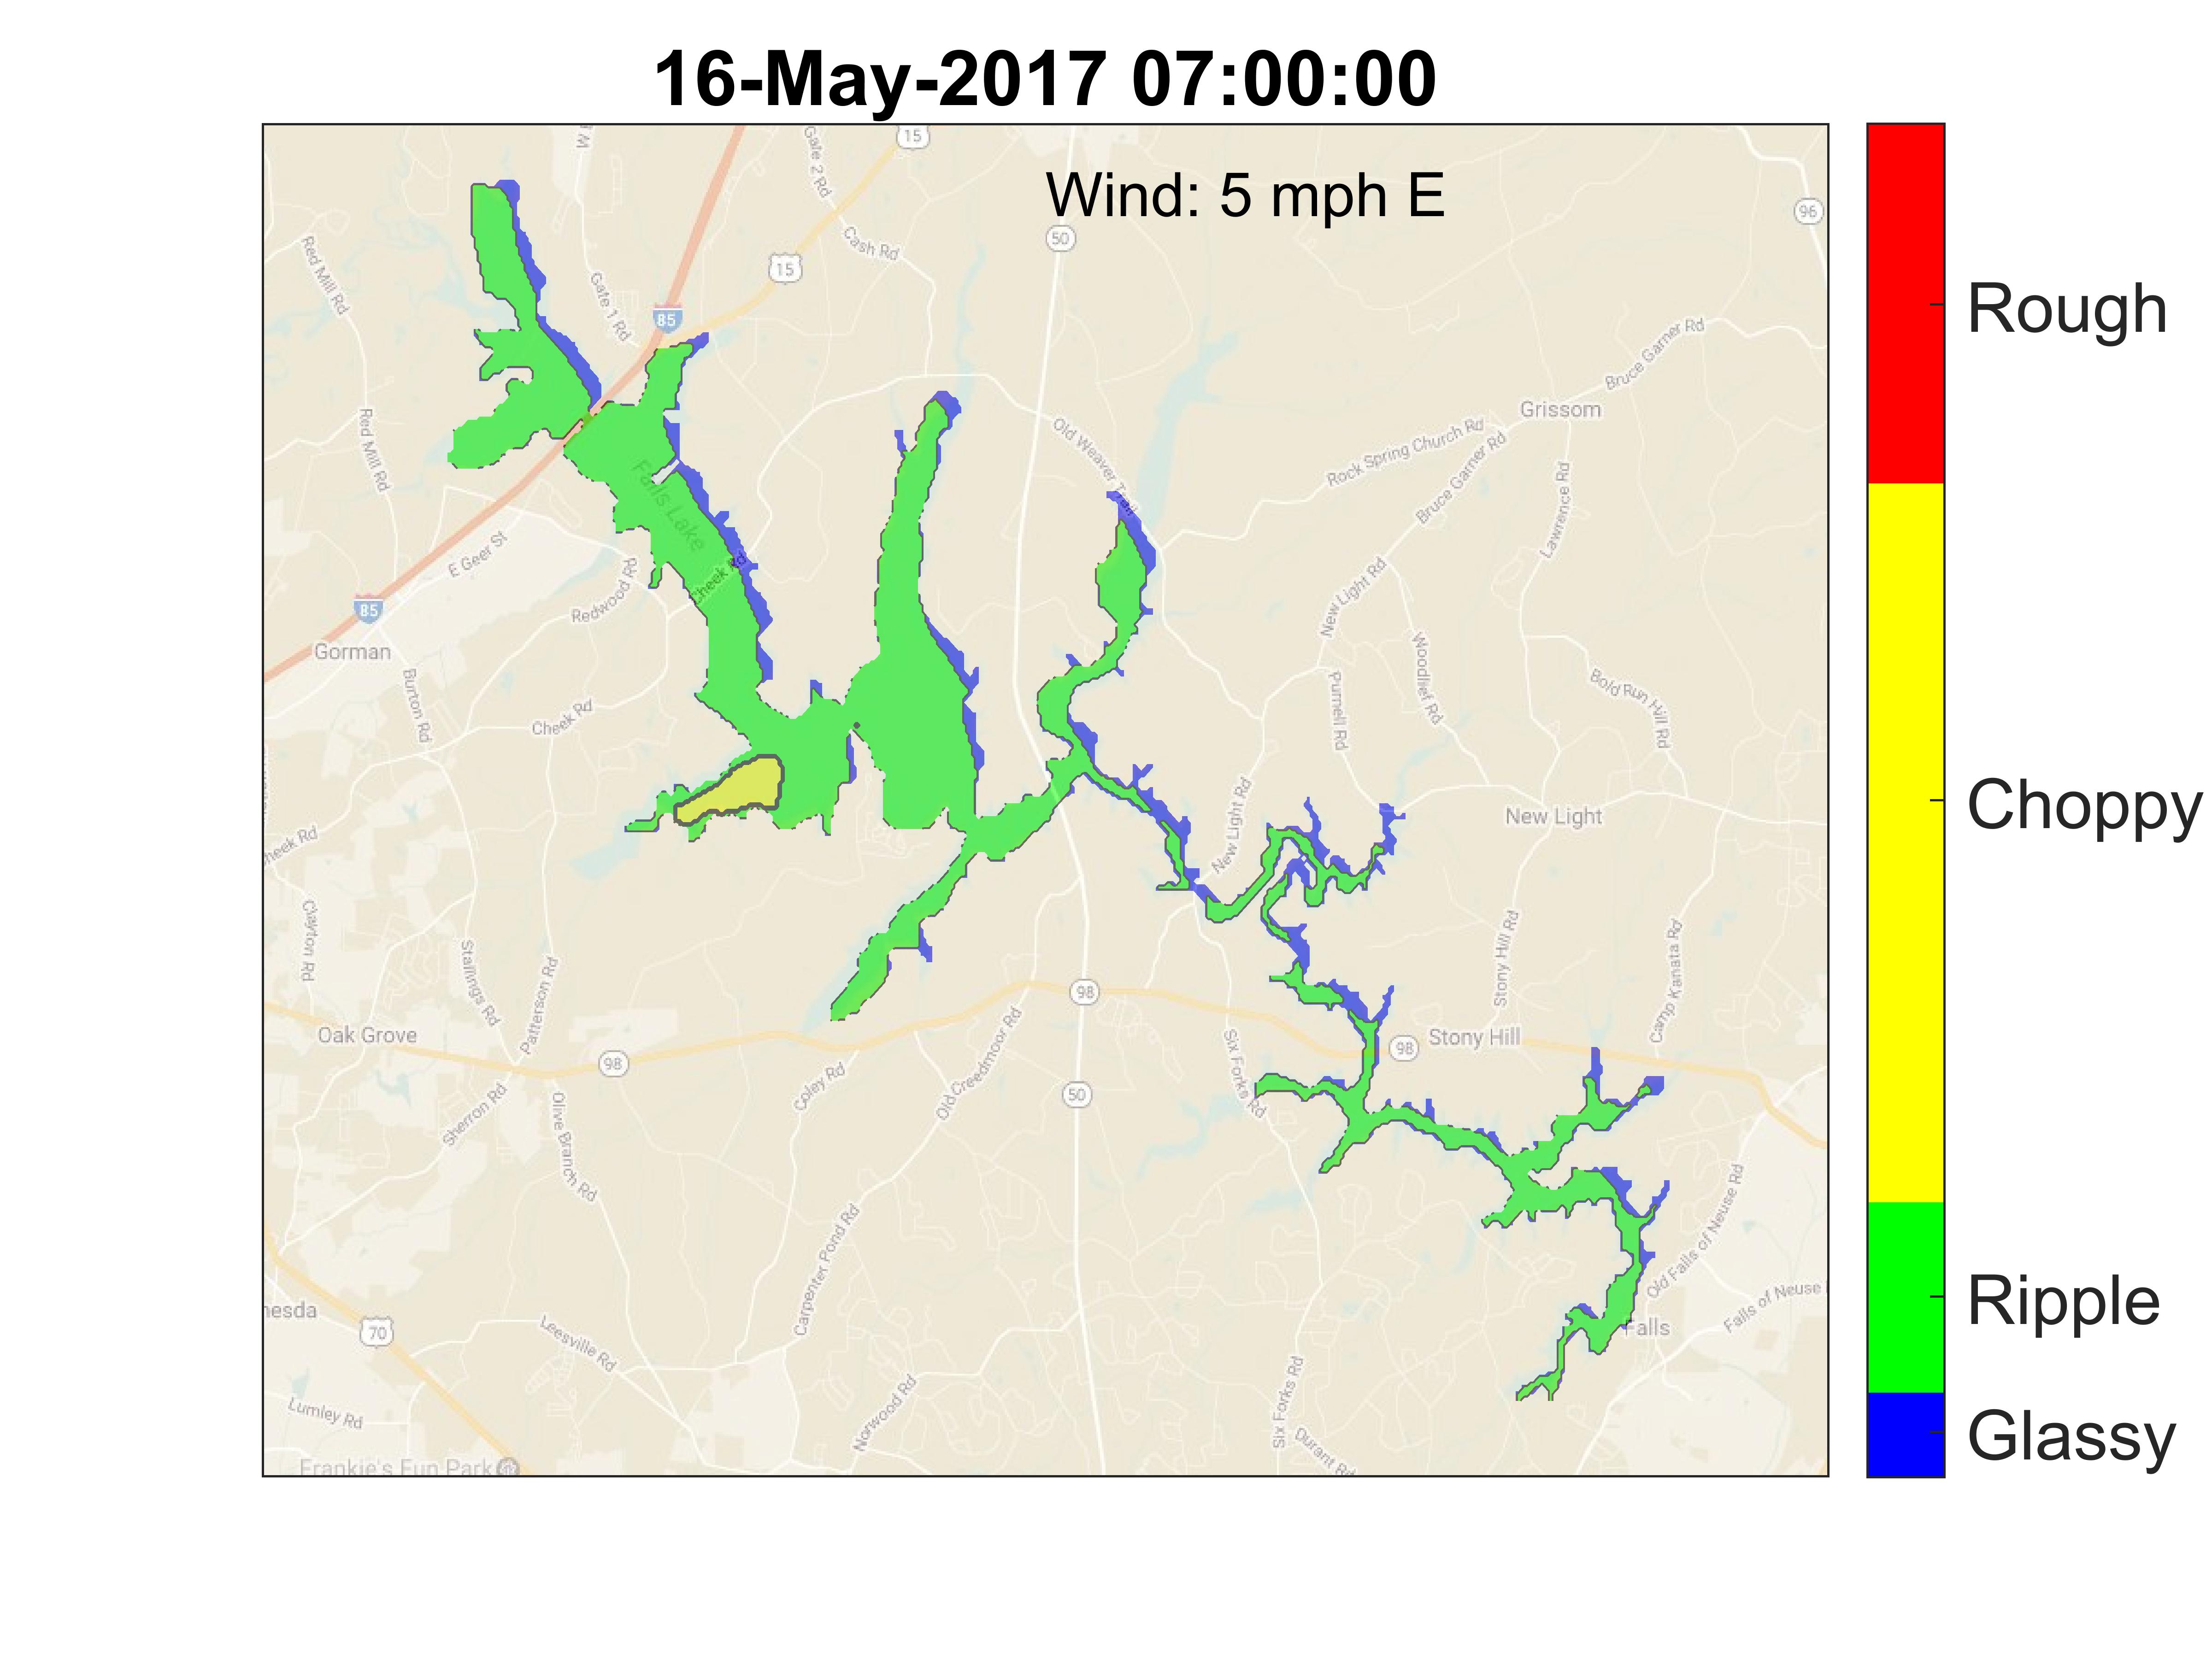 16-May-2017 07:00:00
Wind: 5 mph E
15
Gate 2 Rd
50
96
Cash Rd
15
Red Mill Rd
Gate 1 Rd
85
Bruce Garner Rd
Grissom
Rough
Red Mill Rd
Old Weaver Trail
Rock Spring Church Rd
Bruce Garner Rd
Lawrence Rd
Falls Lake
E Geer St
Cheek Rd
Redwood Rd
New Light Rd
85
Gorman
Burton Rd
Cheek Rd
Purnell Rd
Woodlief Rd
Bold Run Hill Rd
New Light Rd
New Light
Choppy
heek Rd
Clayton Rd
Stallings Rd
Patterson Rd
Stony Hill Rd
Camp Kanata Rd
98
Oak Grove
98
Coley Rd
Old Creedmoor Rd
Six Forks Rd
98
Stony Hill
50
Sherron Rd
Olive Branch Rd
Carpenter Pond Rd
Old Falls of Neuse Rd
Falls of Neuse
Ripple
nesda
70
Leesville Rd
Falls
Lumley Rd
Norwood Rd
Six Forks Rd
Durant Rd
Frankie's Fun Park
Glassy